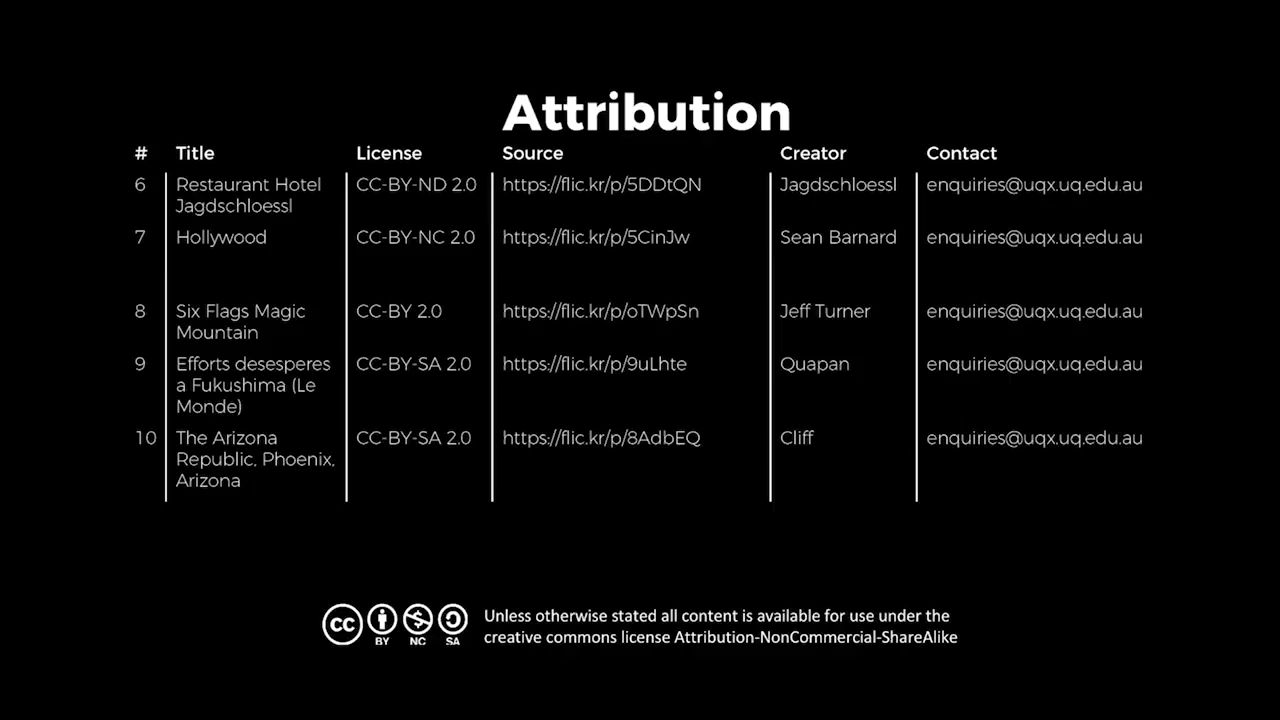 Attribution
# Title License Source Creator Contact
6 Restaurant Hotel CC-BY-ND 2.0 https://flic.kr/p/5DDtQN Jagdschloessl enquiries@uqx.uq.edu.au
Jagdschloessl
7 Hollywood CC-BY-NC 2.0 https://flic.kr/p/5CinJw Sean Barnard enquiries@uqx.uq.edu.au
8 Six Flags Magic CC-BY 2.0 https://flic.kr/p/oTWpSn Jeff Turner enquiries@uqx.uq.edu.au
Mountain
9 Efforts desesperes CC-BY-SA 2.0 https://flic.kr/p/9uLhte Quapan enquiries@uqx.uq.edu.au
a Fukushima (Le
Monde)
10 The Arizona CC-BY-SA 2.0 https://flic.kr/p/8AdbEQ Cliff enquiries@uqx.uq.edu.au
Republic, Phoenix,
Arizona
cc BY NC SA
Unless otherwise stated all content is available for use under the
creative commons license Attribution-NonCommercial-ShareAlike